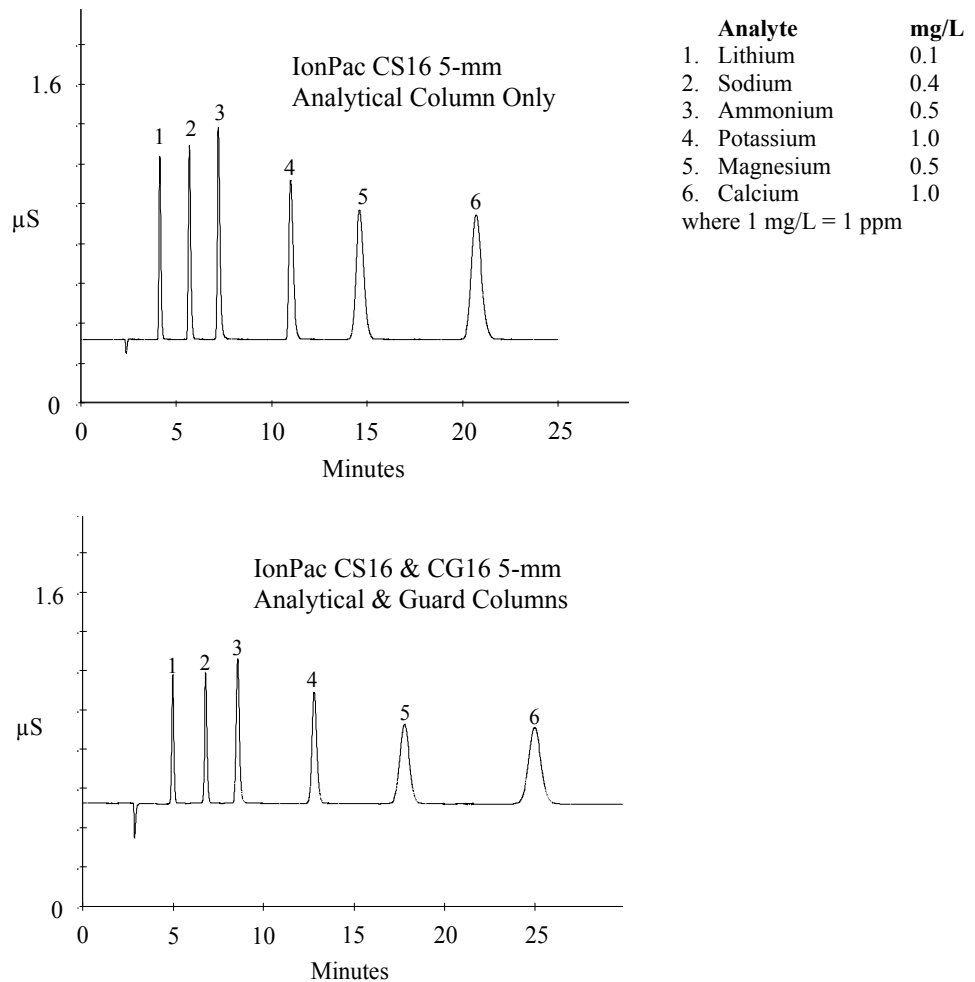 1.6
µS
0
IonPac CS16 5-mm
Analytical Column Only
1
2
3
4
5
6
0 5 10 15 20 25
Minutes
Analyte mg/L
1. Lithium 0.1
2. Sodium 0.4
3. Ammonium 0.5
4. Potassium 1.0
5. Magnesium 0.5
6. Calcium 1.0
where 1 mg/L = 1 ppm
1.6
µS
0
IonPac CS16 & CG16 5-mm
Analytical & Guard Columns
1
2
3
4
5
6
0 5 10 15 20 25
Minutes